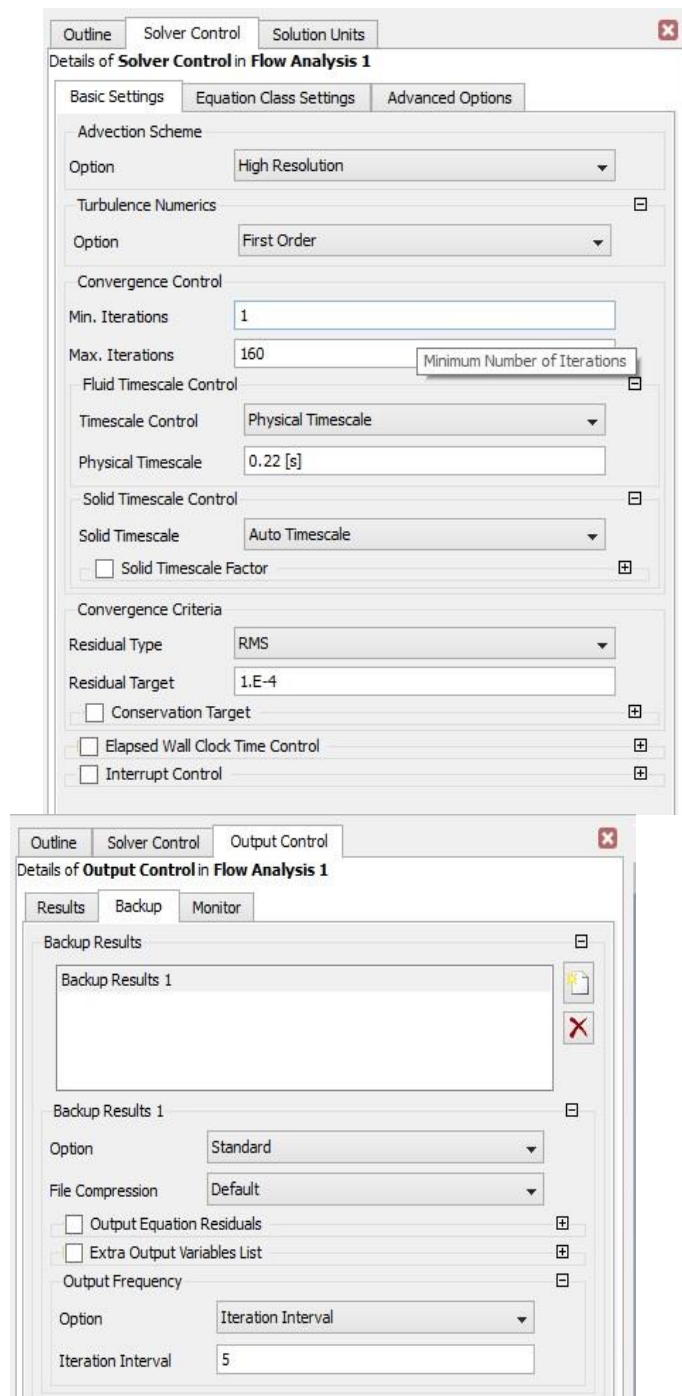 Outline Solver Control Solution Units
Details of Solver Control in Flow Analysis 1
Basic Settings Equation Class Settings Advanced Options
Advection Scheme
Option High Resolution
Turbulence Numerics
Option First Order
Convergence Control
Min. Iterations 1
Max. Iterations 160
Minimum Number of Iterations
Fluid Timescale Control
Timescale Control Physical Timescale
Physical Timescale 0.22 [s]
Solid Timescale Control
Solid Timescale Auto Timescale
Solid Timescale Factor
Convergence Criteria
Residual Type RMS
Residual Target 1.E-4
Conservation Target
Elapsed Wall Clock Time Control
Interrupt Control
Outline Solver Control Output Control
Details of Output Control in Flow Analysis 1
Results Backup Monitor
Backup Results
Backup Results 1
Backup Results 1
Option Standard
File Compression Default
Output Equation Residuals
Extra Output Variables List
Output Frequency
Option Iteration Interval
Iteration Interval 5